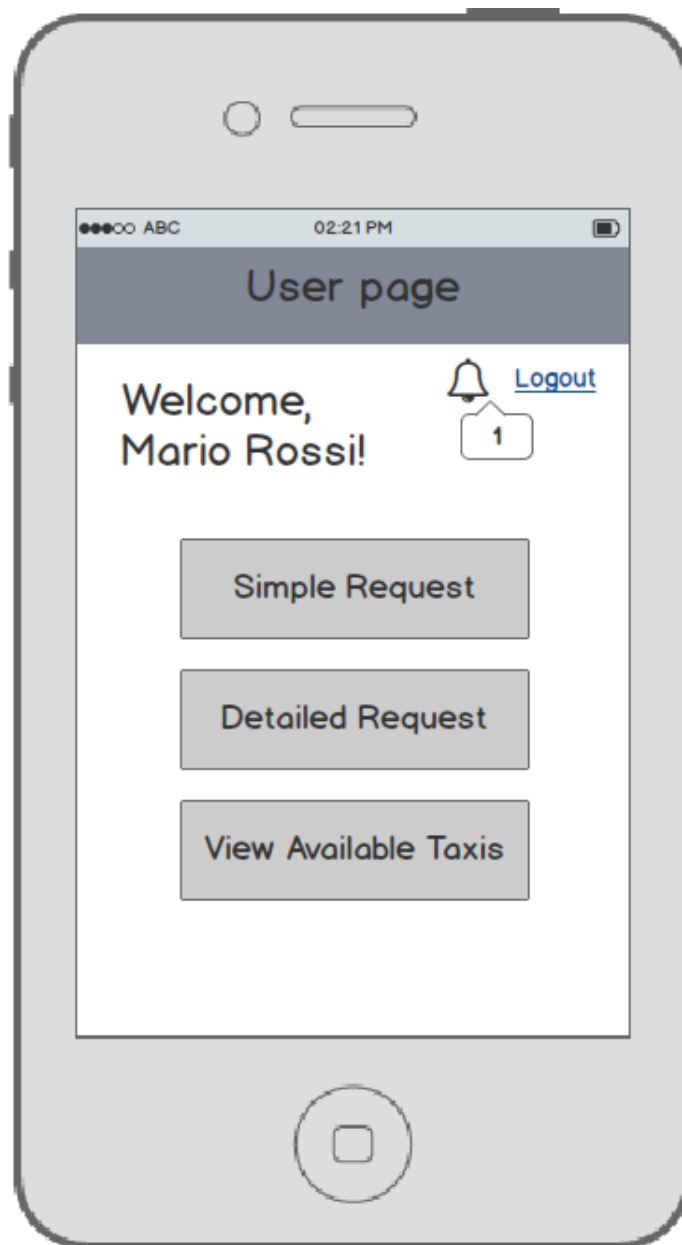 ABC 02:21 PM
User page
Logout
Welcome,
Mario Rossi!
1
Simple Request
Detailed Request
View Available Taxis